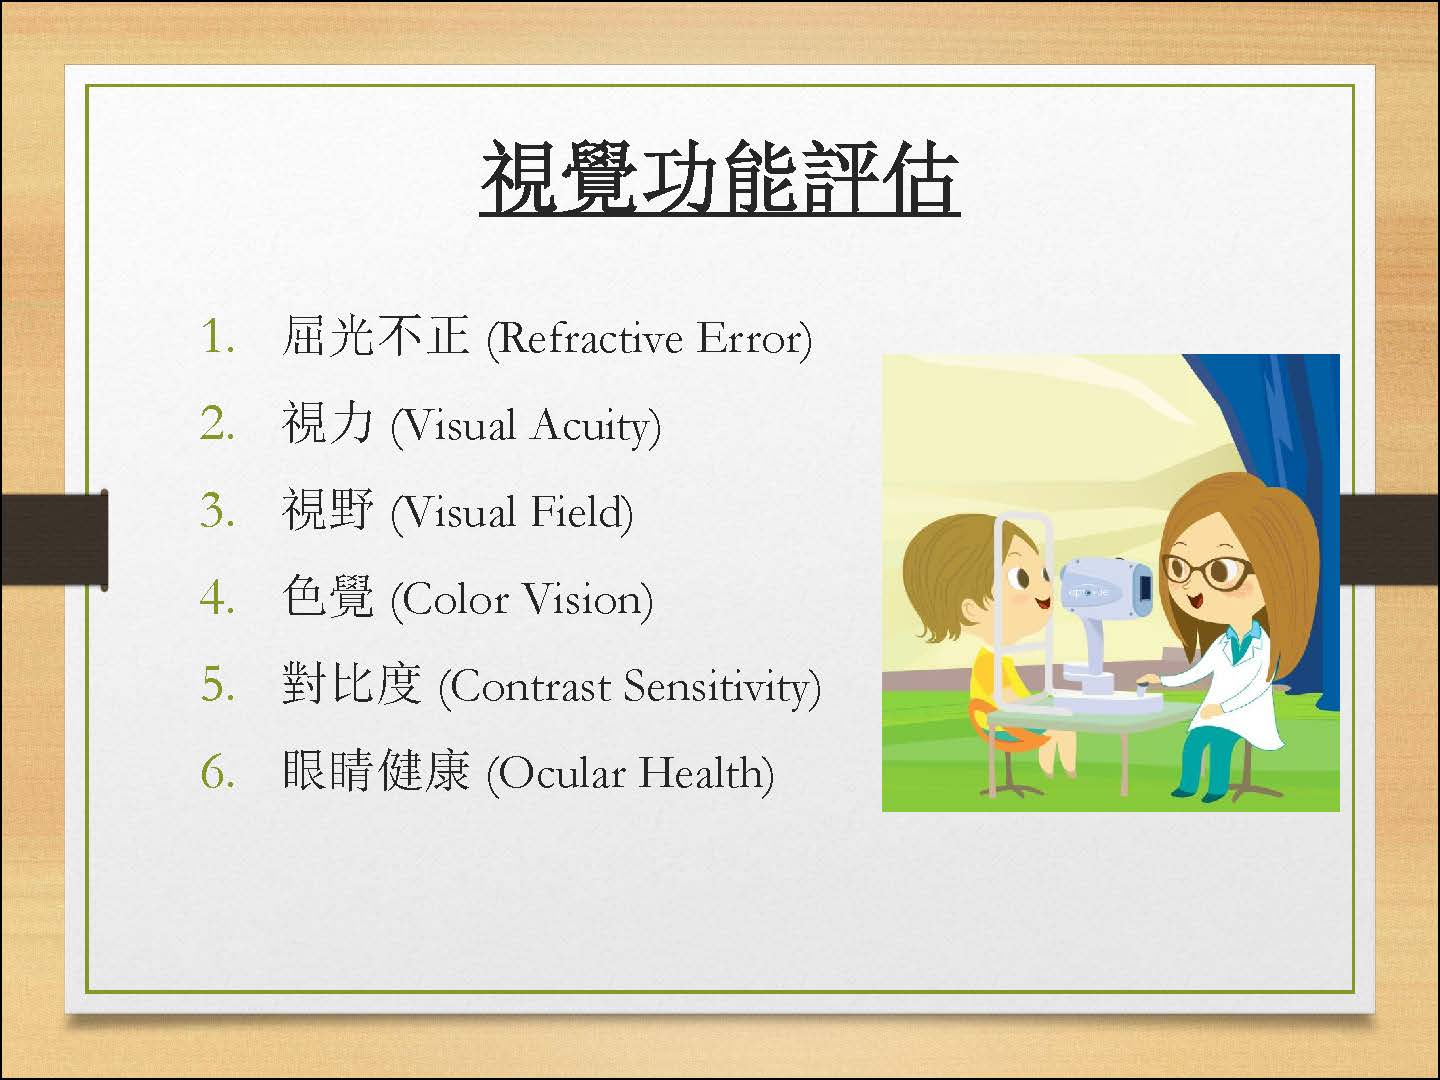 視覺功能評估
1. 屈光不正 (Refractive Error)
2. 視力 (Visual Acuity)
3. 視野 (Visual Field)
4. 色覺 (Color Vision)
5. 對比度 (Contrast Sensitivity)
6. 眼睛健康 (Ocular Health)